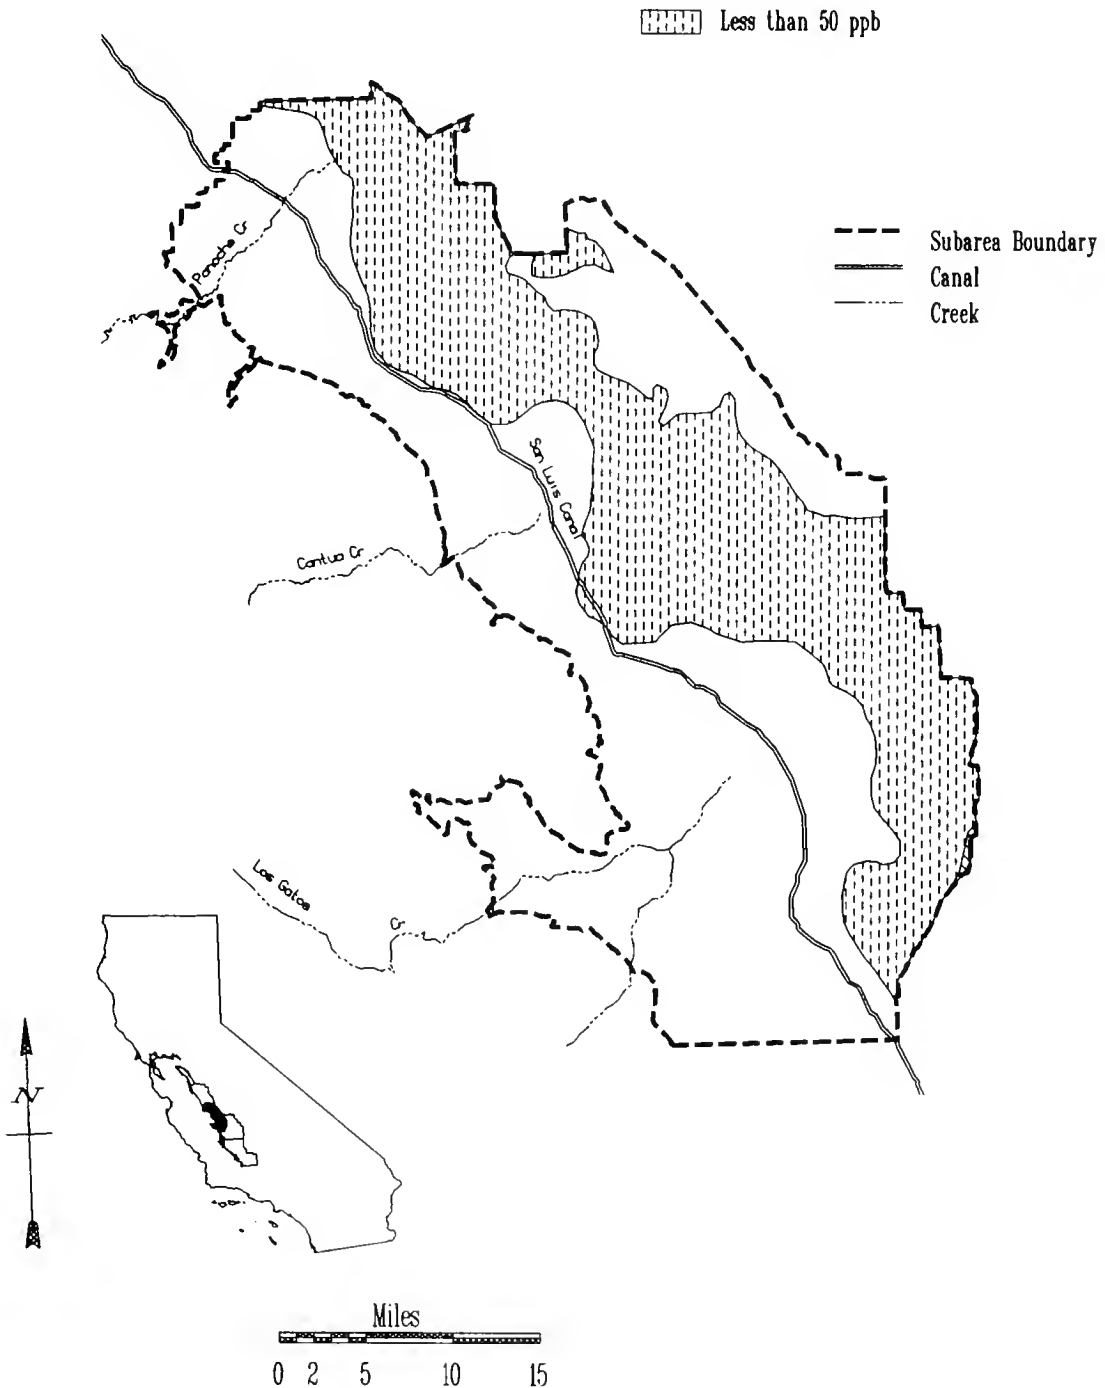 Less than 50 ppb
Subarea Boundary
Canal
Creek
Panoche Cr
San Luis Canal
Cantua Cr
Los Gatos
Cr
N
Miles
0 2 5 10 15